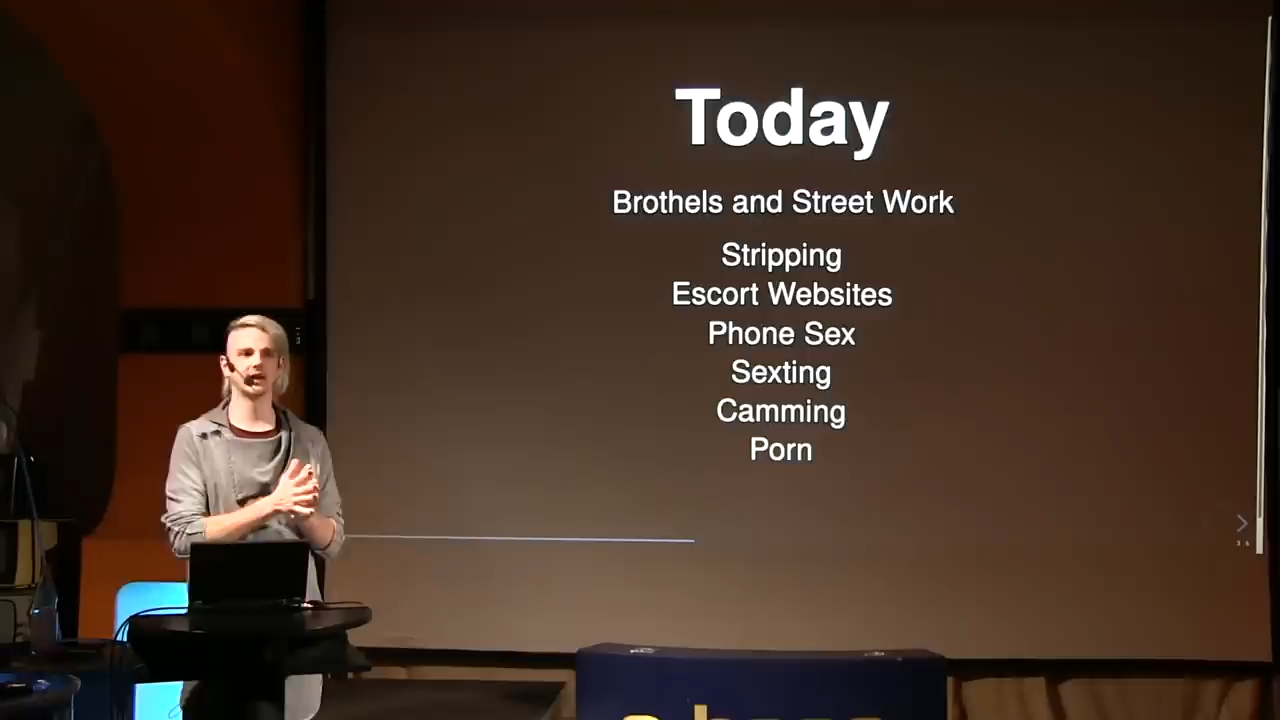 Today
Brothels and Street Work
Stripping
Escort Websites
Phone Sex
Sexting
Camming
Porn